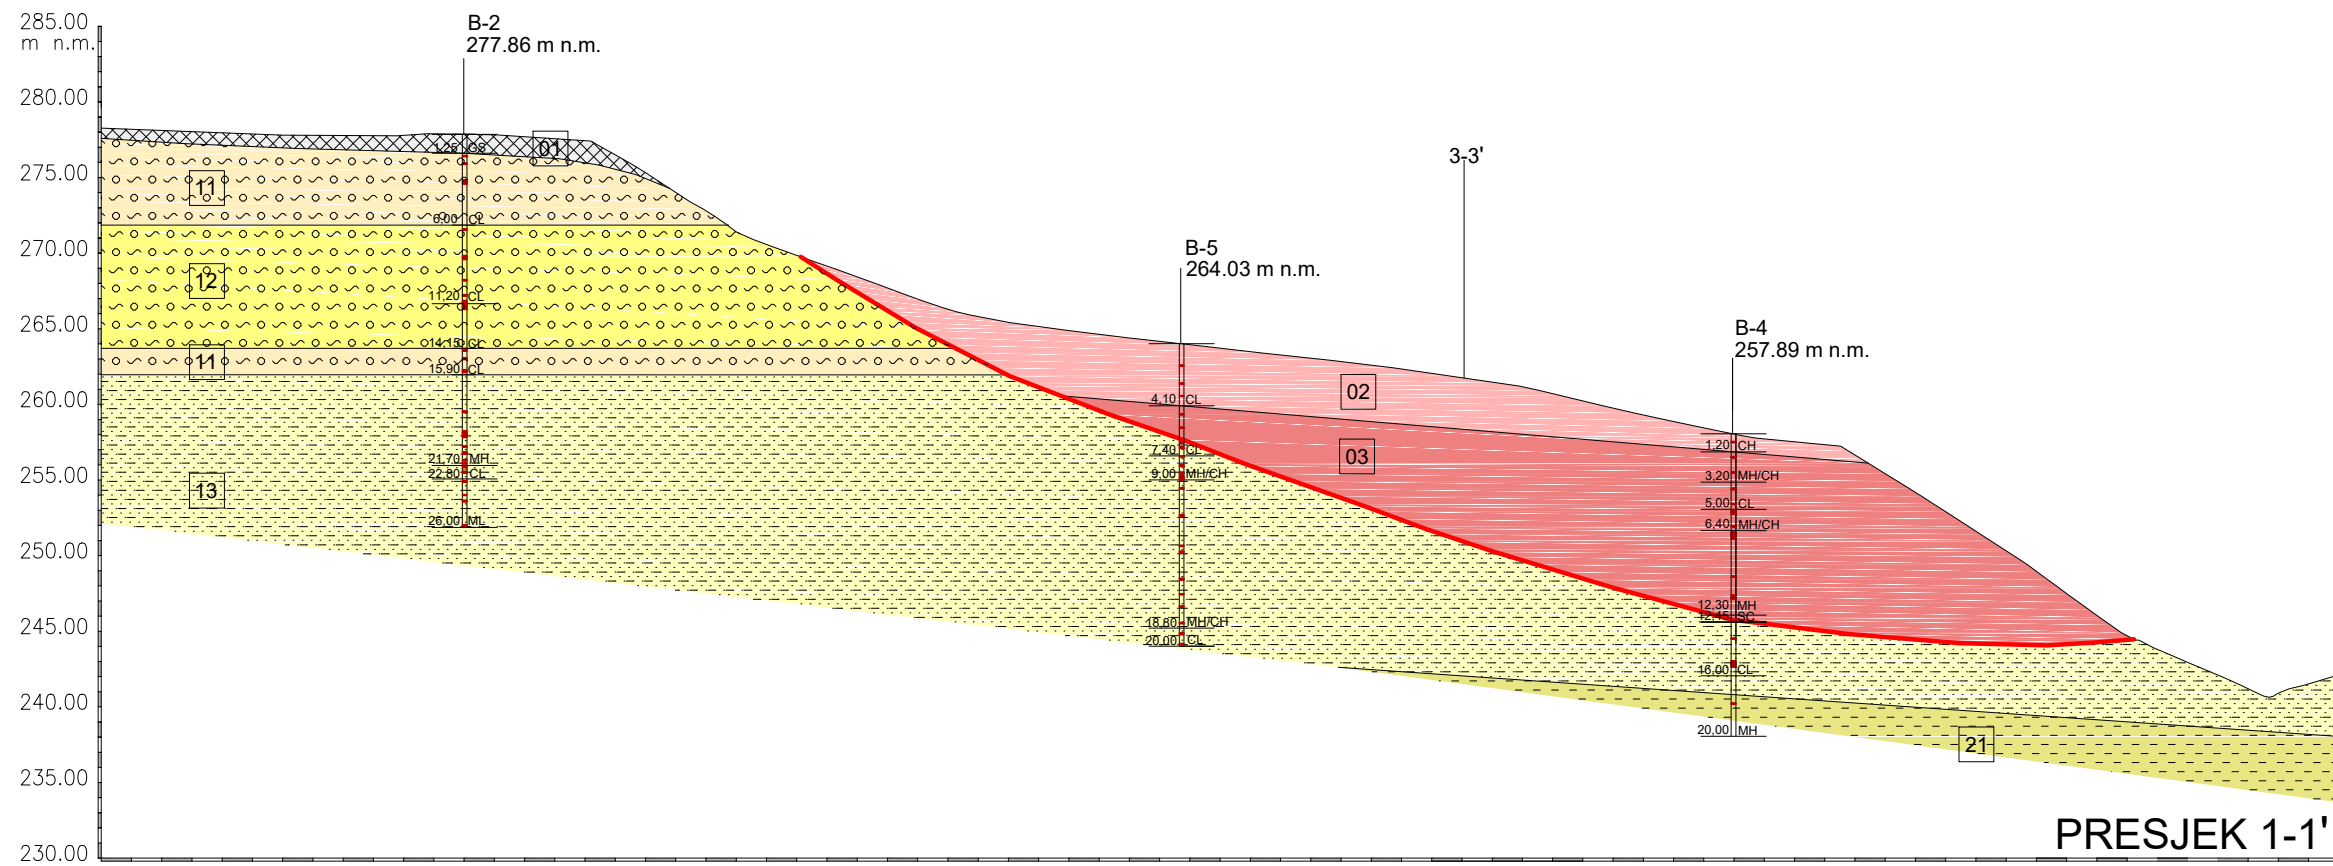 285.00
m n.m.
280.00
275.00
270.00
265.00
260.00
255.00
250.00
245.00
240.00
235.00
230.00
B-2
277.86 m n.m.
01
1,25 GS
11
6,00 CL
12
11,20 CL
14,15 CL
11
15,90 CL
21,70 MH
22,80 CL
13
26,00 ML
B-5
264.03 m n.m.
4,10 CL
7,40 CL
9,00 MH/CH
18,80 MH/CH
20,00 CL
3-3'
02
03
B-4
257.89 m n.m.
1,20 CH
3,20 MH/CH
5,00 CL
6,40 MH/CH
12,30 MH
12,45 SC
16,00 CL
20,00 MH
21
PRESJEK 1-1'